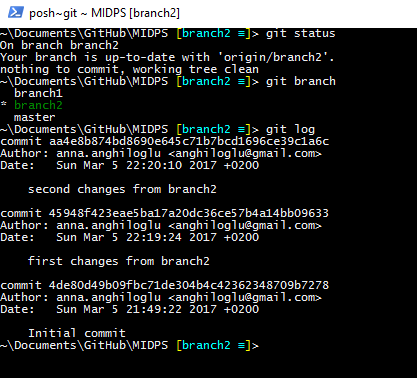 posh~git ~ MIDPS [branch2]
~\Documents\GitHub\MIDPS [branch2 ≡]> git status
On branch branch2
Your branch is up-to-date with 'origin/branch2'.
nothing to commit, working tree clean
~\Documents\GitHub\MIDPS [branch2 ≡]> git branch
  branch1
* branch2
  master
~\Documents\GitHub\MIDPS [branch2 ≡]> git log
commit aa4e8b874bd8690e645c71b7bcd1696ce39c1a6c
Author: anna.anghiloglu <anghiloglu@gmail.com>
Date:   Sun Mar 5 22:20:10 2017 +0200
    second changes from branch2
commit 45948f423eae5ba17a20dc36ce57b4a14bb09633
Author: anna.anghiloglu <anghiloglu@gmail.com>
Date:   Sun Mar 5 22:19:24 2017 +0200
    first changes from branch2
commit 4de80d49b09fbc71de304b4c42362348709b7278
Author: anna.anghiloglu <anghiloglu@gmail.com>
Date:   Sun Mar 5 21:49:22 2017 +0200
    Initial commit
~\Documents\GitHub\MIDPS [branch2 ≡]>